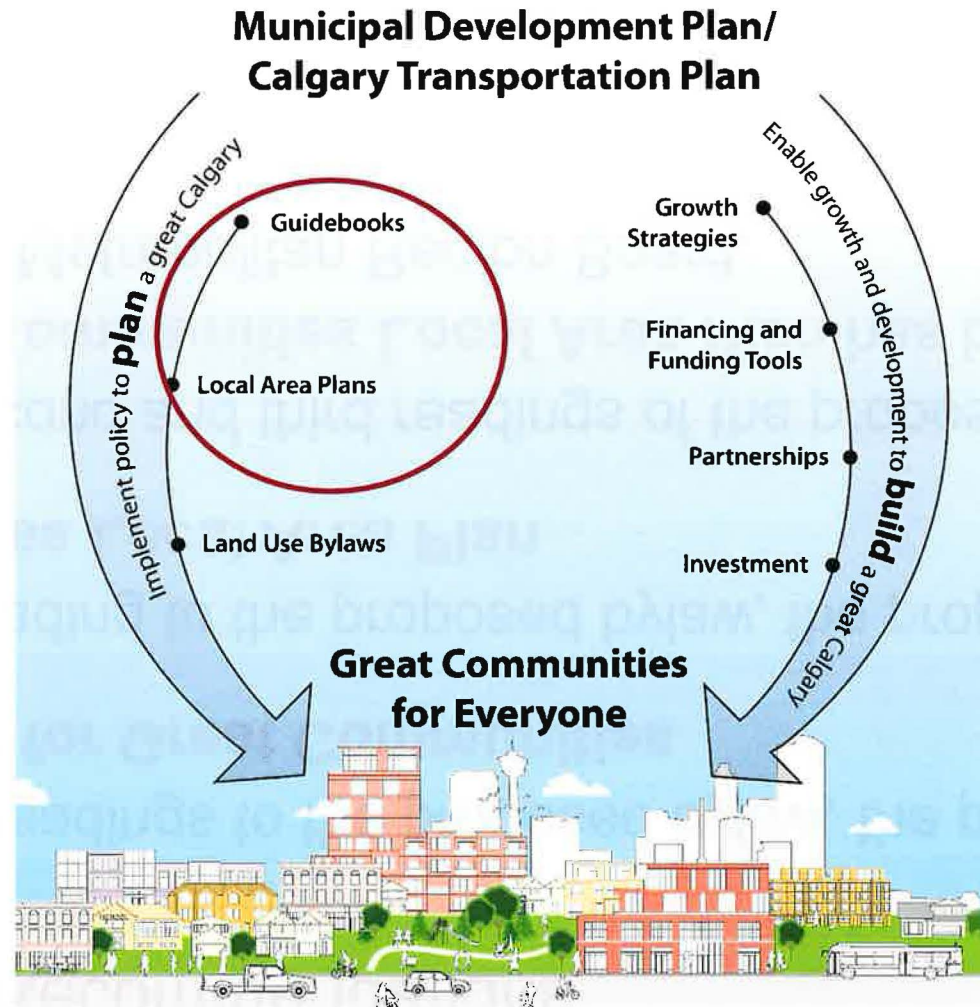 Municipal Development Plan/
Calgary Transportation Plan
Implement policy to plan a great Calgary
Guidebooks
Local Area Plans
Land Use Bylaws
Enable growth and development to build a great Calgary
Growth
Strategies
Financing and
Funding Tools
Partnerships
Investment
Great Communities
for Everyone